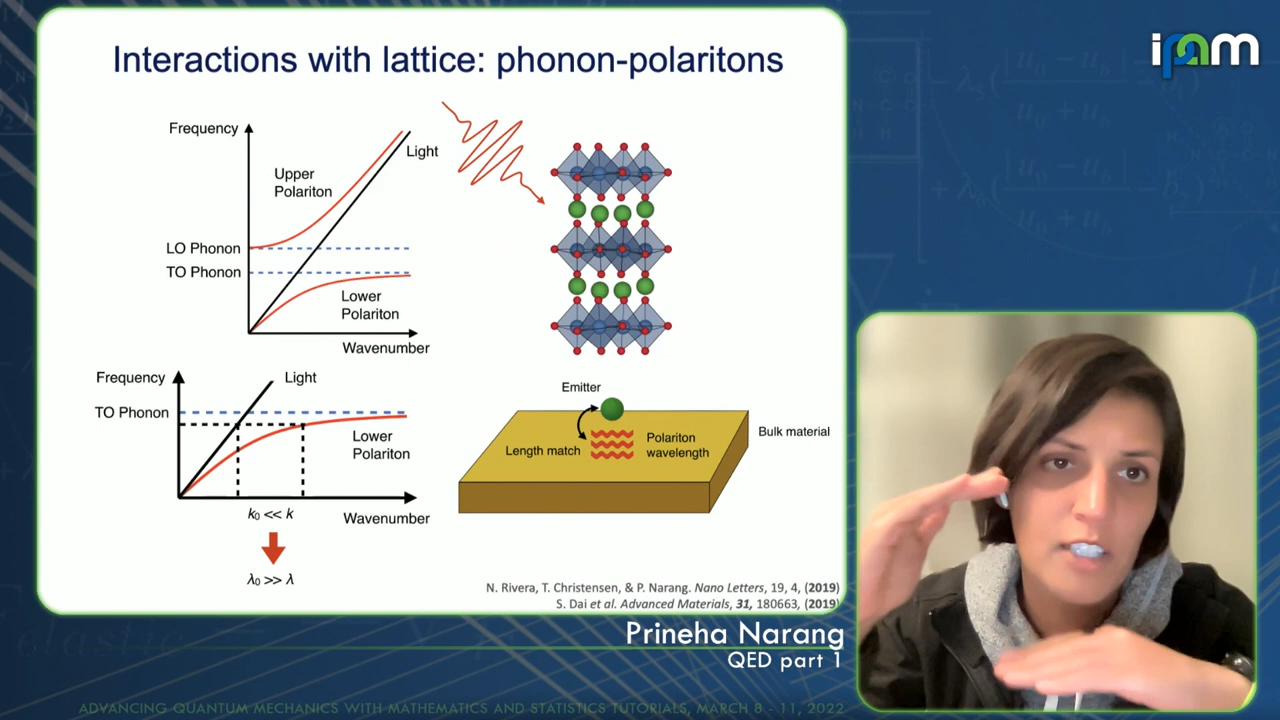 Interactions with lattice: phonon-polaritons
ipam
Frequency
Light
Upper
Polariton
LO Phonon
TO Phonon
Lower
Polariton
Wavenumber
Frequency
Light
TO Phonon
Lower
Polariton
k₀ << k
Wavenumber
λ₀ >> λ
Emitter
Length match
Polariton
wavelength
Bulk material
N. Rivera, T. Christensen, & P. Narang. Nano Letters, 19, 4, (2019)
S. Dai et al. Advanced Materials, 31, 180663, (2019)
Prineha Narang
QED part 1
ADVANCING QUANTUM MECHANICS WITH MATHEMATICS AND STATISTICS TUTORIALS, MARCH 8 - 11, 2022